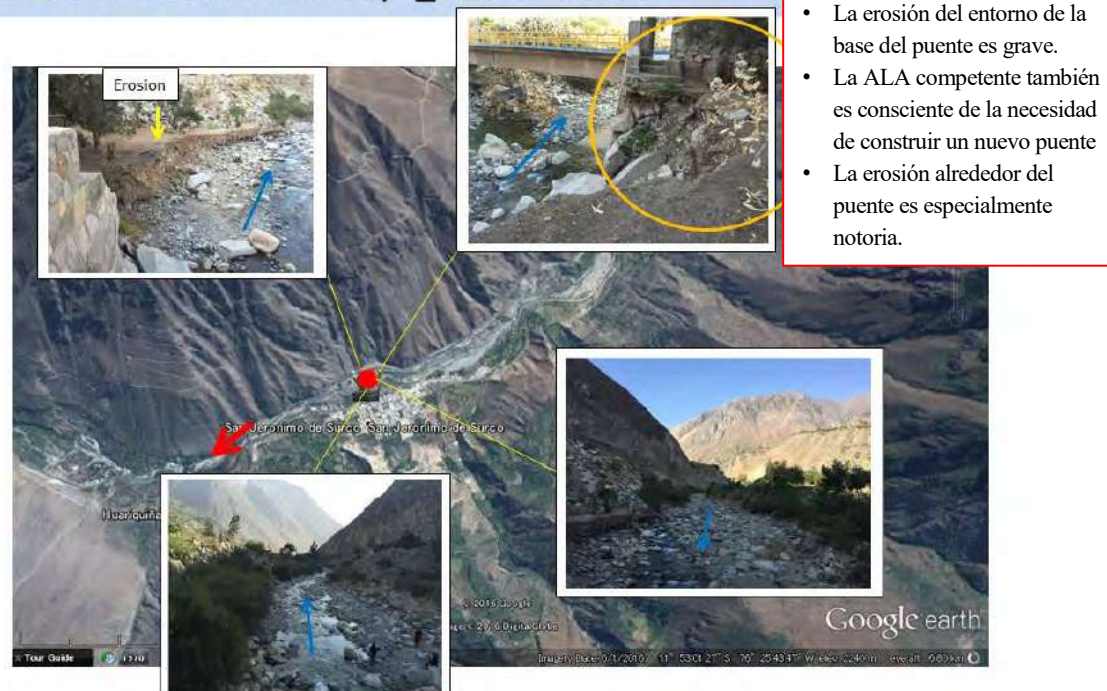 Erosion
• La erosión del entorno de la
base del puente es grave.
• La ALA competente también
es consciente de la necesidad
de construir un nuevo puente
• La erosión alrededor del
puente es especialmente
notoria.
San Jeronimo de Surco San Jeronimo de Surco
© 2016 Google
Google earth
Tour Guide